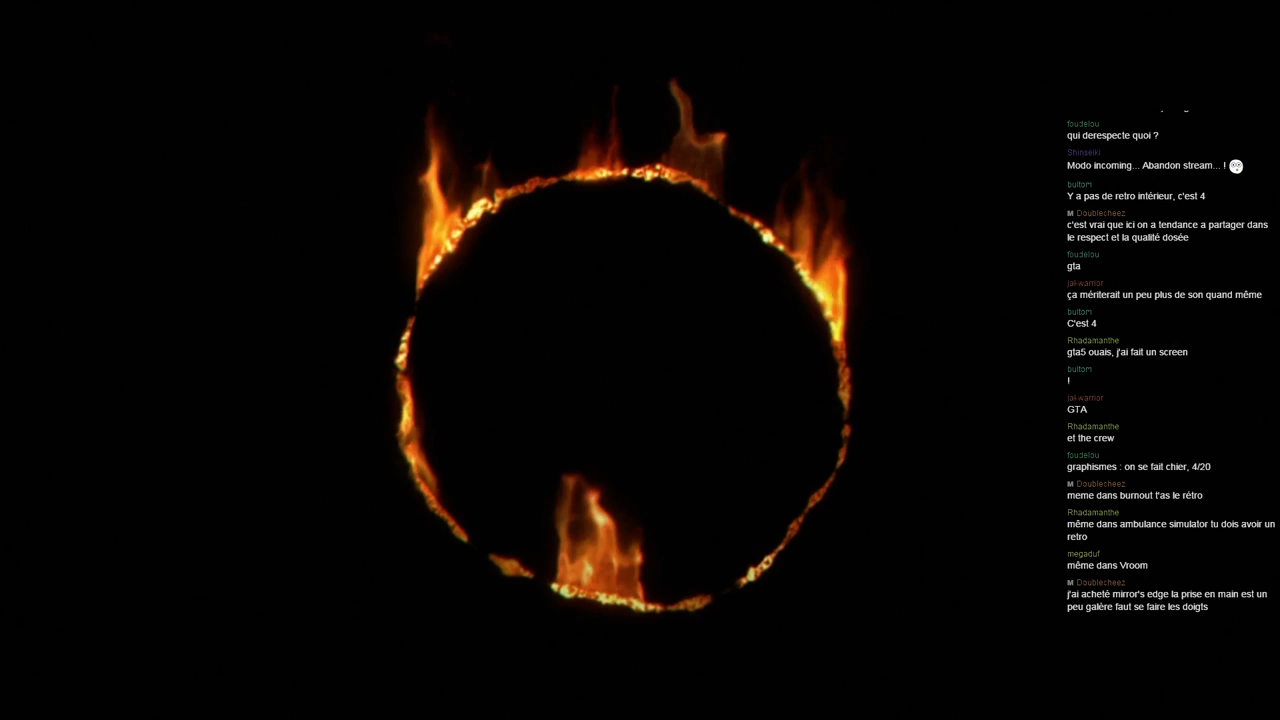 foudelou
qui derespecte quoi ?
Shinseiki
Modo incoming... Abandon stream... !
bultom
Y a pas de retro intérieur, c'est 4
M Doublecheez
c'est vrai que ici on a tendance a partager dans
le respect et la qualité dosée
foudelou
gta
jahwarrior
ça mériterait un peu plus de son quand même
bultom
C'est 4
Rhadamanthe
gta5 ouais, j'ai fait un screen
bultom
!
jahwarrior
GTA
Rhadamanthe
et the crew
foudelou
graphismes : on se fait chier, 4/20
M Doublecheez
meme dans burnout t'as le rétro
Rhadamanthe
même dans ambulance simulator tu dois avoir un
retro
megaduf
même dans Vroom
M Doublecheez
j'ai acheté mirror's edge la prise en main est un
peu galère faut se faire les doigts